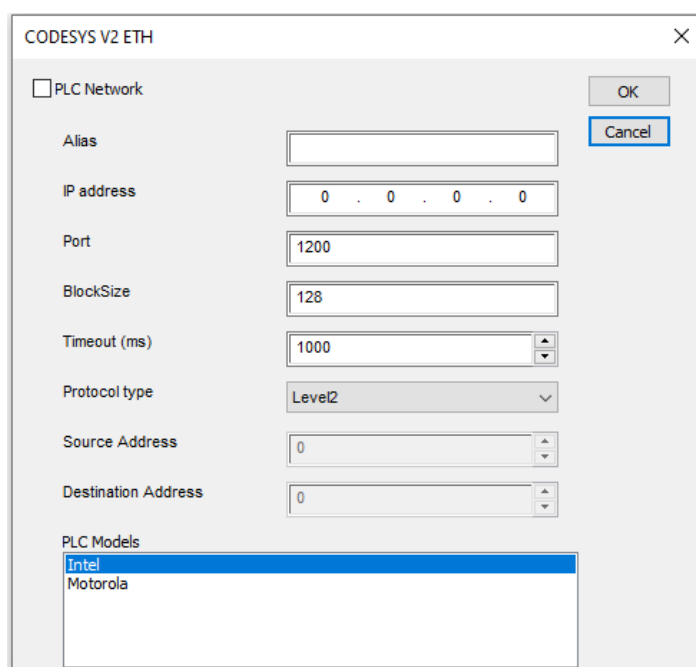 CODESYS V2 ETH
PLC Network
OK
Cancel
Alias
IP address
0 . 0 . 0 . 0
Port
1200
BlockSize
128
Timeout (ms)
1000
Protocol type
Level2
Source Address
0
Destination Address
0
PLC Models
Intel
Motorola